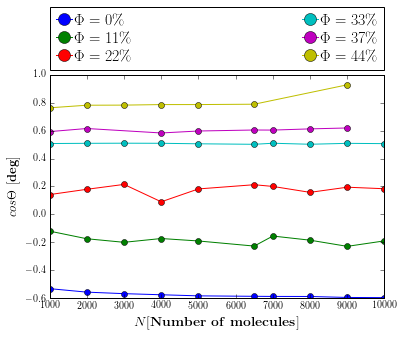 Φ = 0% Φ = 33%
Φ = 11% Φ = 37%
Φ = 22% Φ = 44%
1.0
0.8
0.6
0.4
0.2
0.0
−0.2
−0.4
−0.6
cosΘ [deg]
1000 2000 3000 4000 5000 6000 7000 8000 9000 10000
N[Number of molecules]